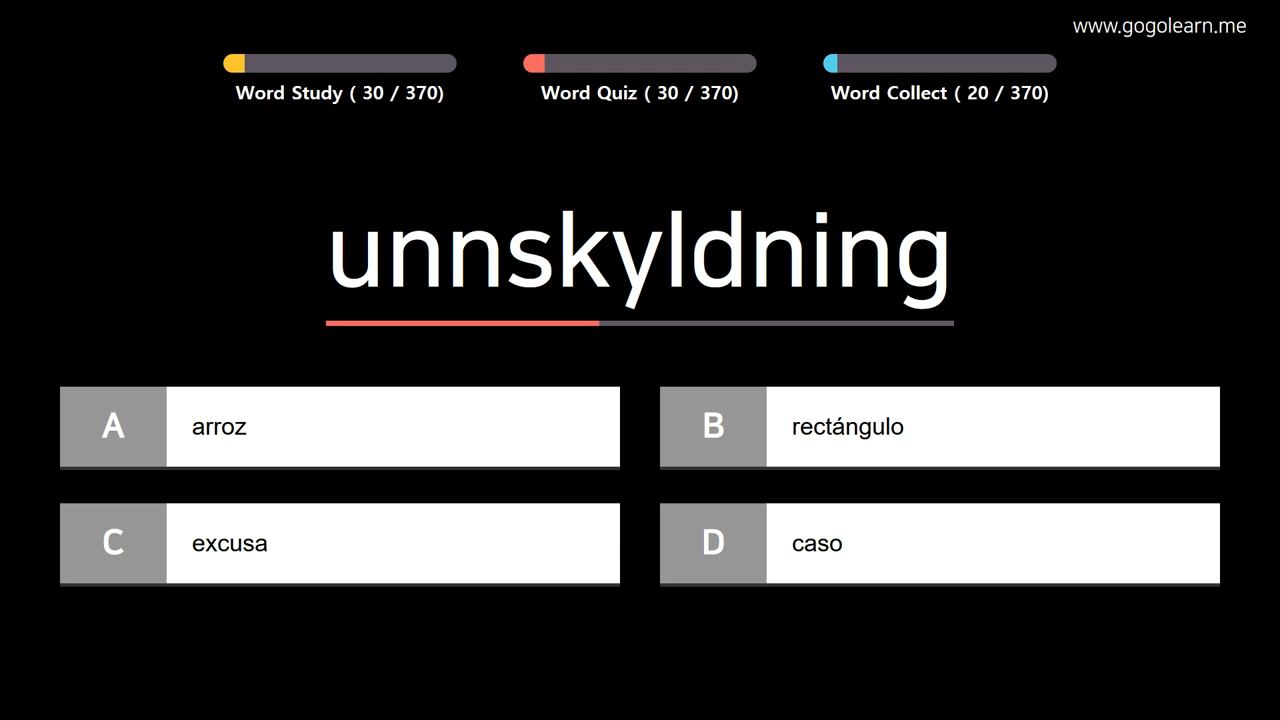 www.gogolearn.me
Word Study ( 30 / 370)
Word Quiz ( 30 / 370)
Word Collect ( 20 / 370)
unnskyldning
A arroz
B rectángulo
C excusa
D caso